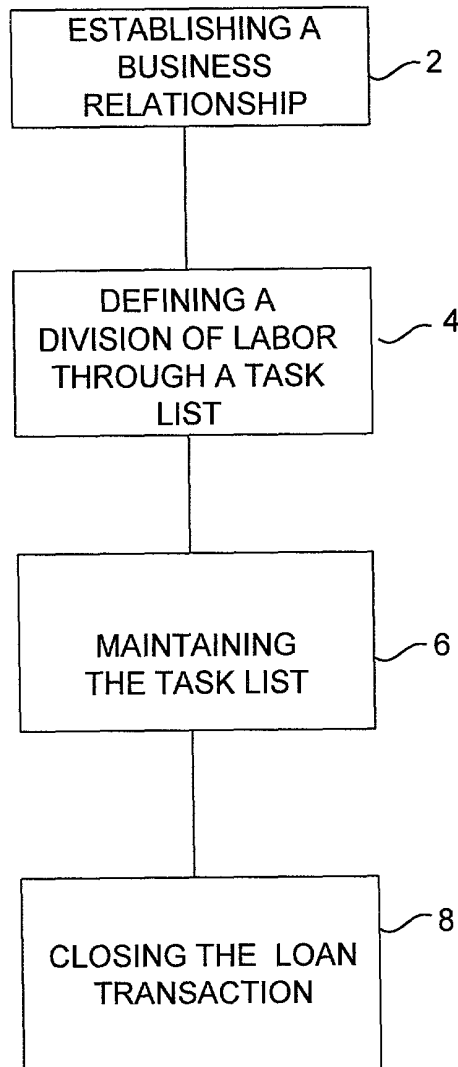 ESTABLISHING A
BUSINESS
RELATIONSHIP
2
DEFINING A
DIVISION OF LABOR
THROUGH A TASK
LIST
4
MAINTAINING
THE TASK LIST
6
CLOSING THE LOAN
TRANSACTION
8